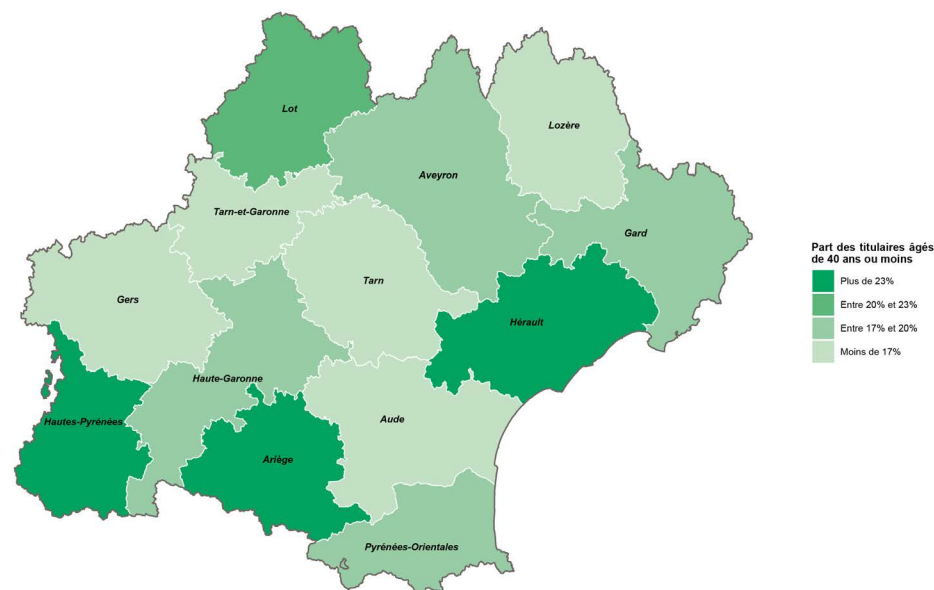 Lot
Lozère
Aveyron
Tarn-et-Garonne
Gard
Part des titulaires âgés
de 40 ans ou moins
Plus de 23%
Entre 20% et 23%
Entre 17% et 20%
Moins de 17%
Tarn
Gers
Hérault
Haute-Garonne
Hautes-Pyrénées
Aude
Ariège
Pyrénées-Orientales